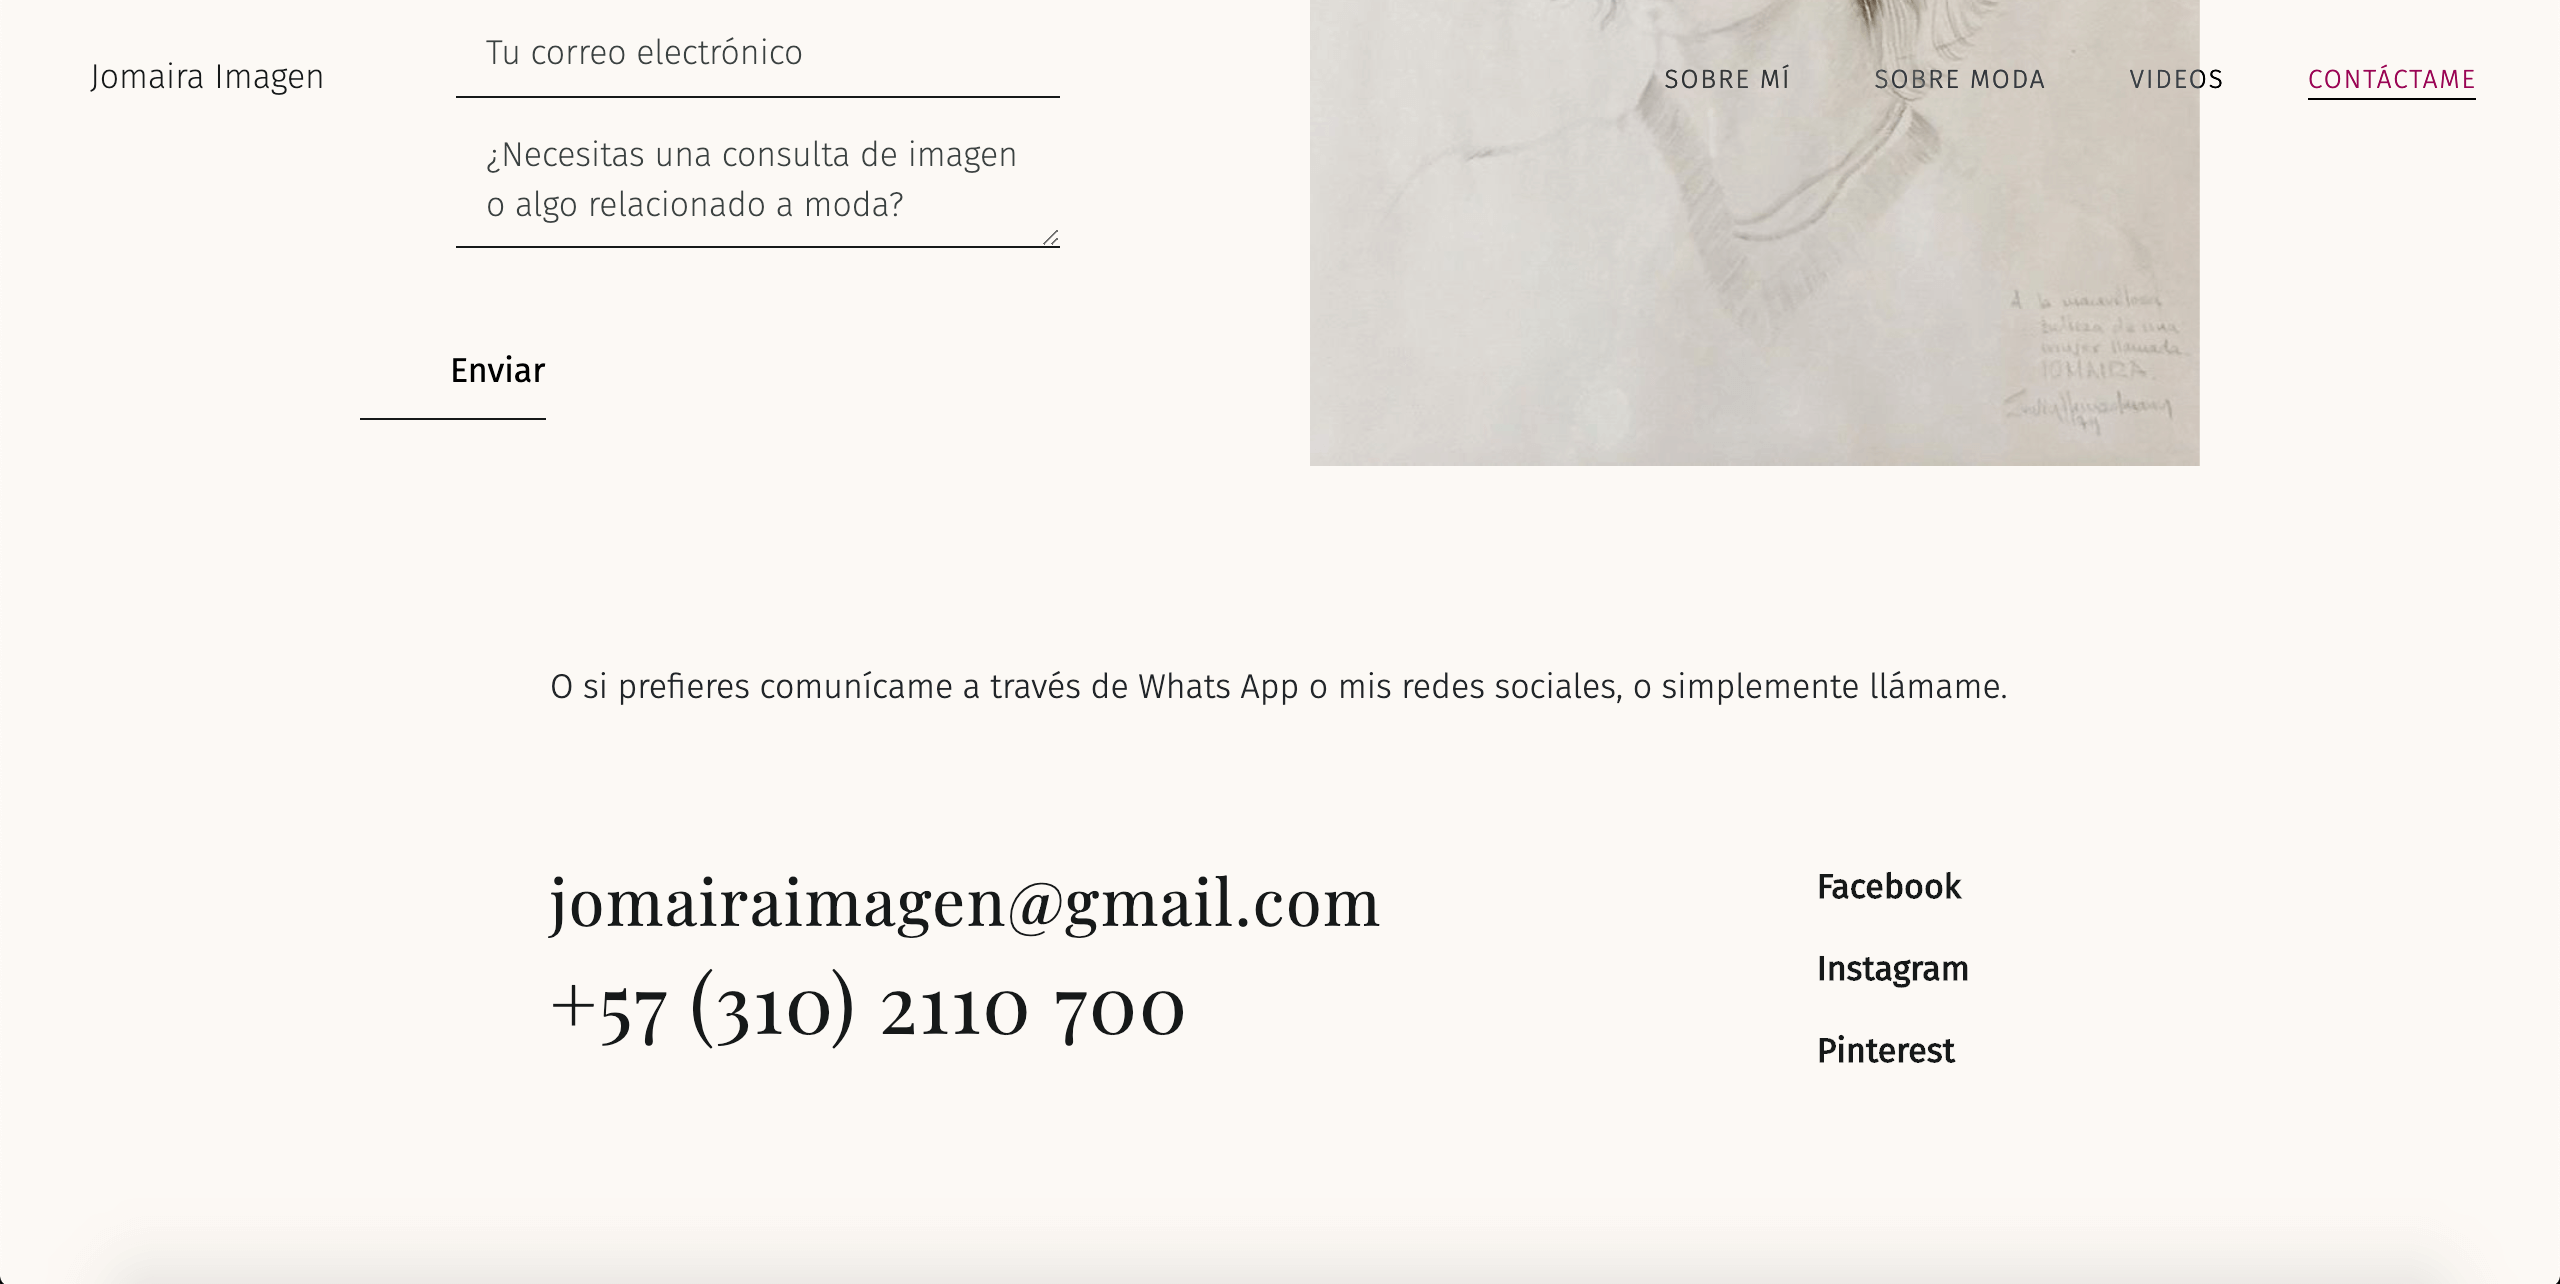 Tu correo electrónico
Jomaira Imagen
SOBRE MÍ
SOBRE MODA
VIDEOS
CONTÁCTAME
¿Necesitas una consulta de imagen
o algo relacionado a moda?
A la maravillosa
belleza de una
mujer llamada
JOMAIRA.
Enviar
O si prefieres comunícame a través de Whats App o mis redes sociales, o simplemente llámame.
jomairaimagen@gmail.com
+57 (310) 2110 700
Facebook
Instagram
Pinterest